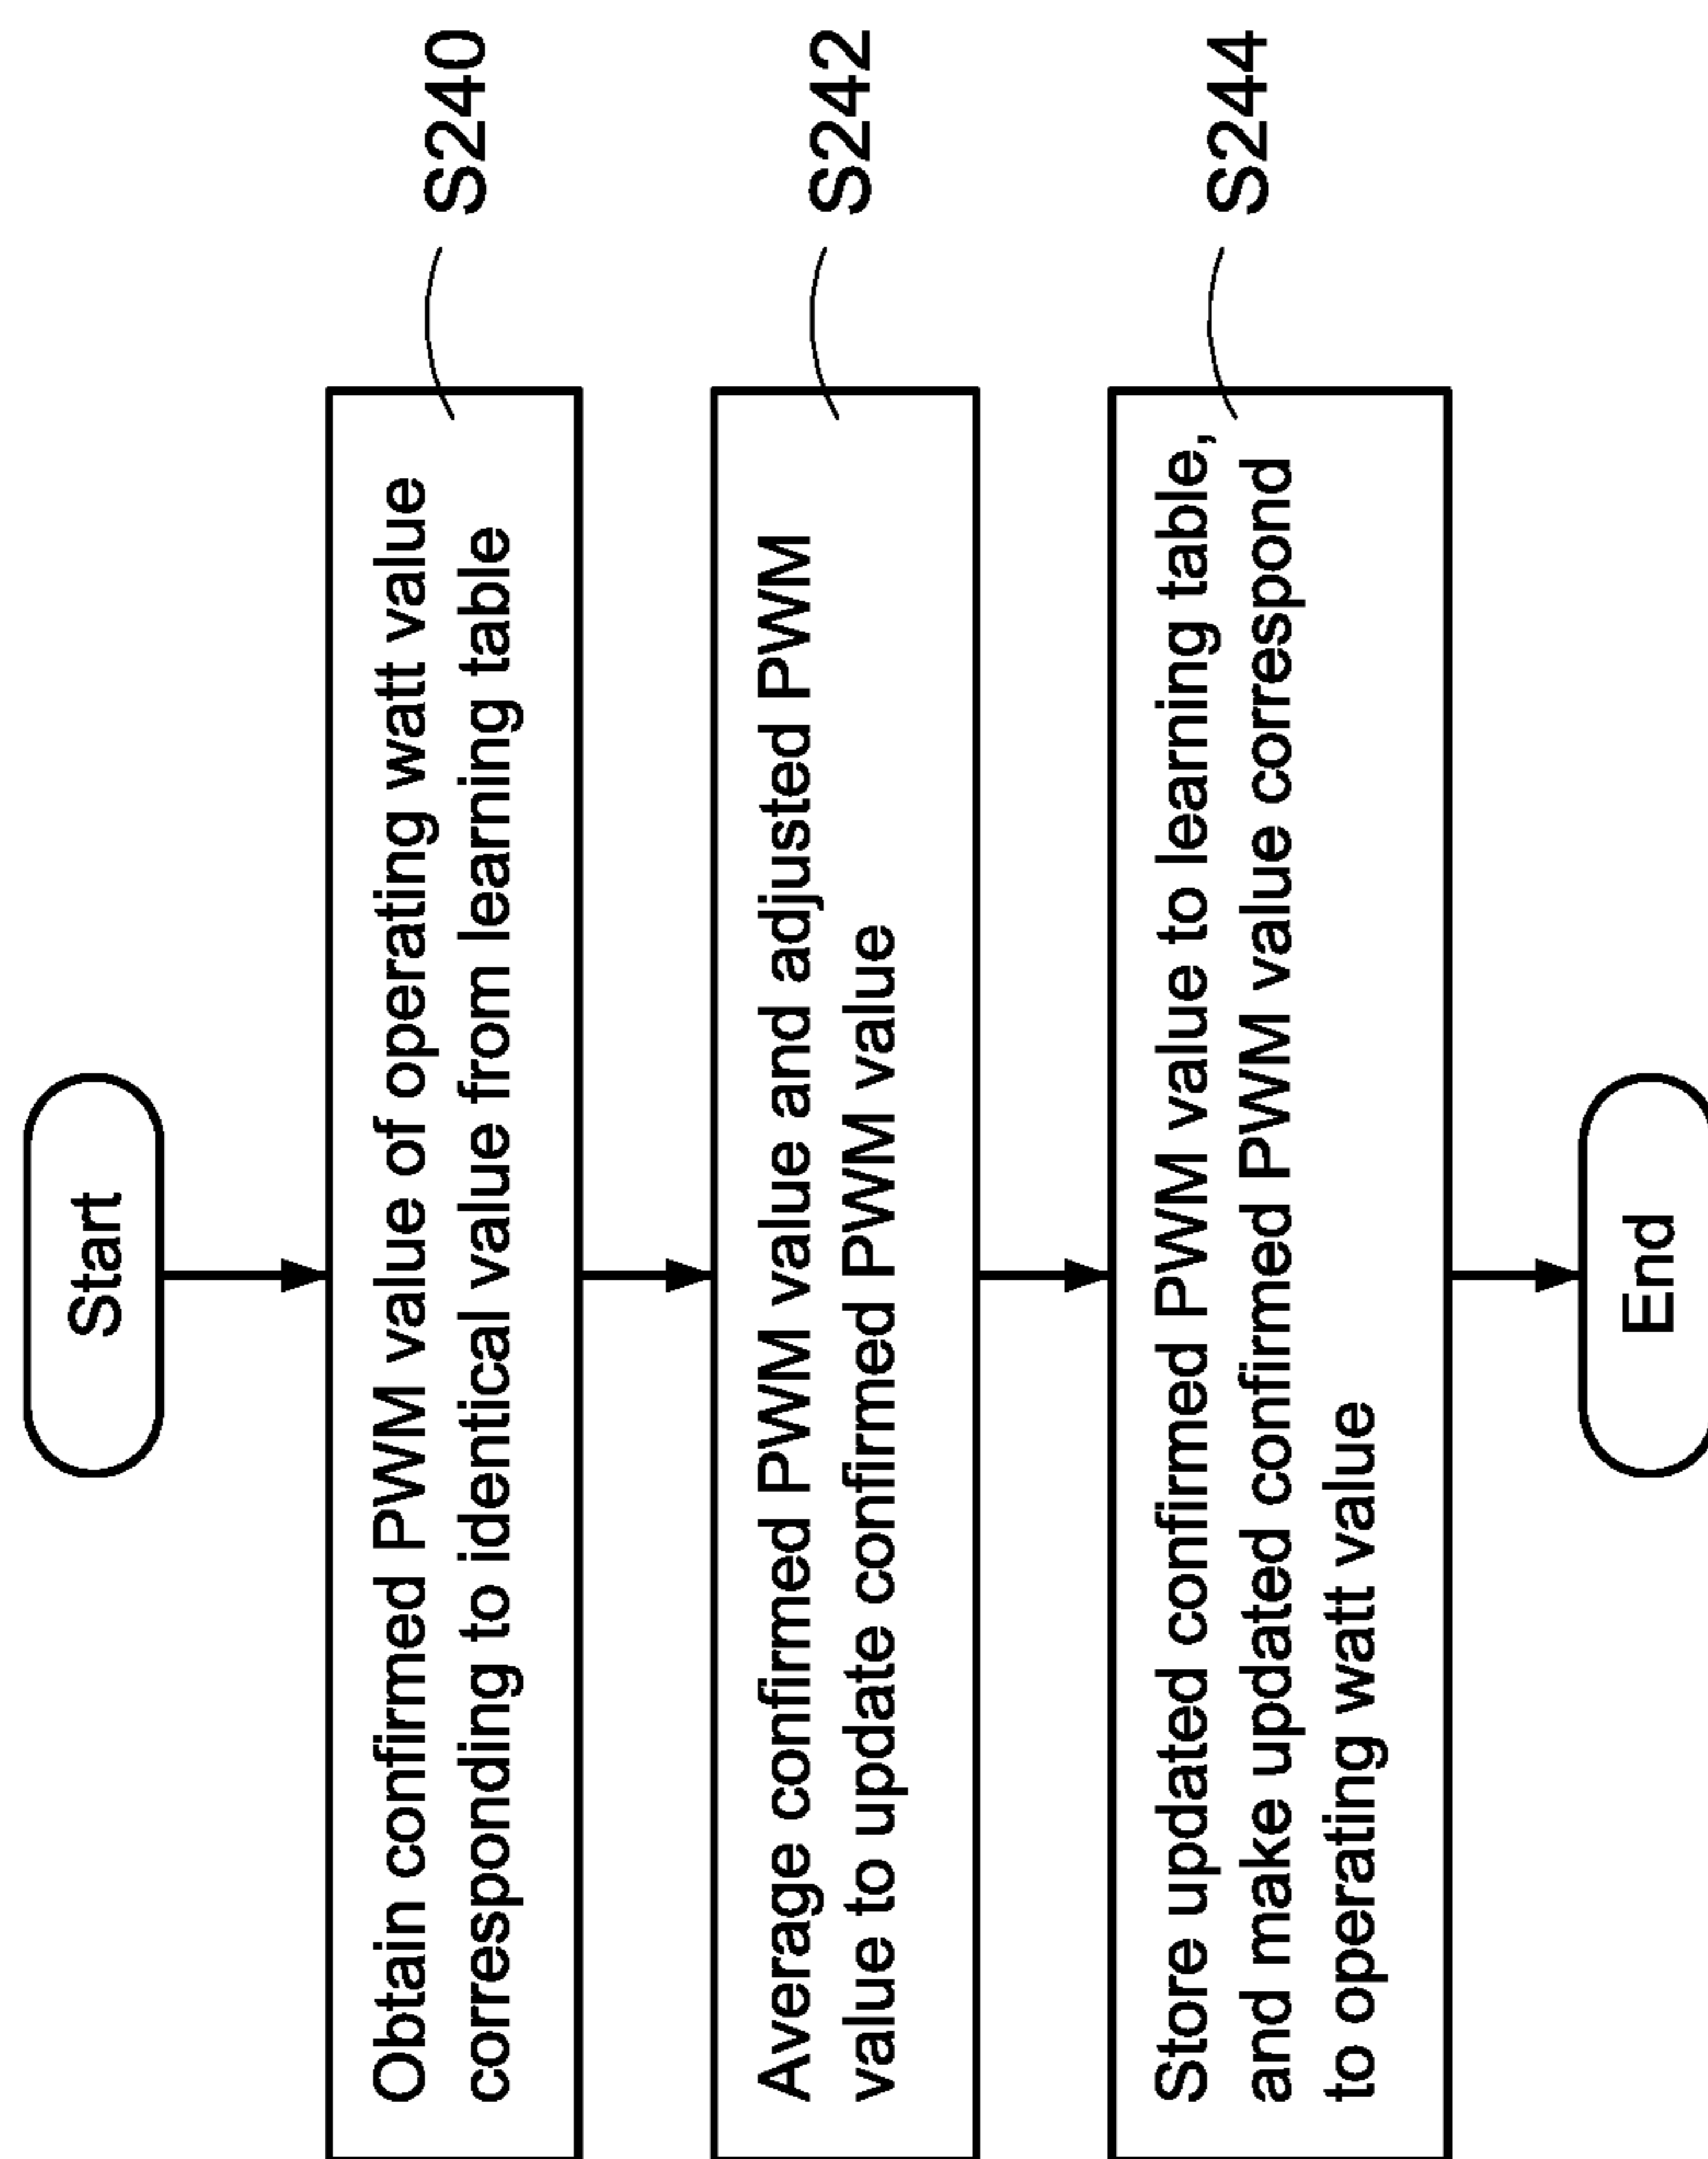 Start
Obtain confirmed PWM value of operating watt value
corresponding to identical value from learning table
S240
Average confirmed PWM value and adjusted PWM
value to update confirmed PWM value
S242
Store updated confirmed PWM value to learning table,
and make updated confirmed PWM value correspond
to operating watt value
S244
End